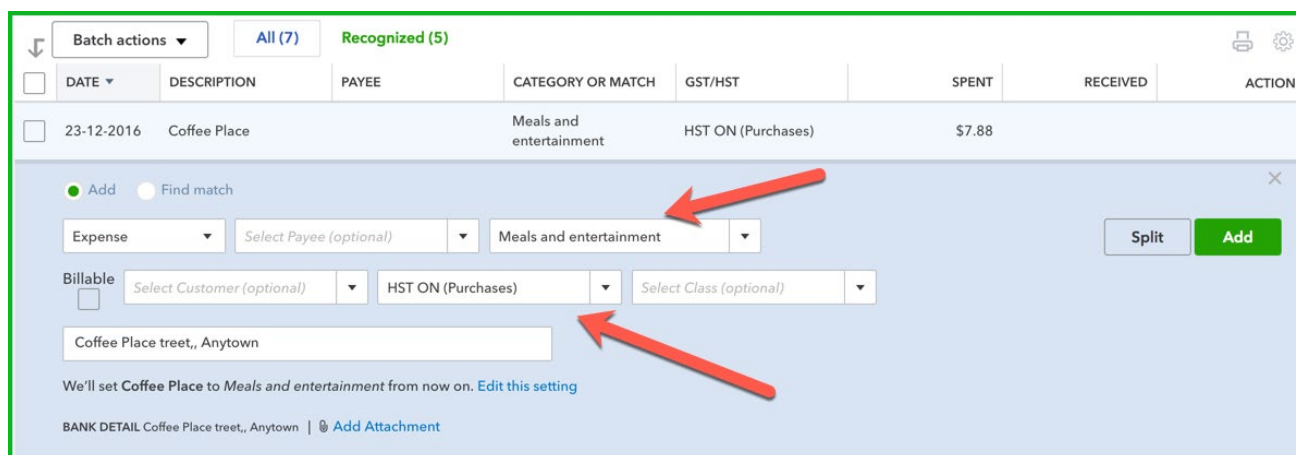 Batch actions All (7) Recognized (5)
DATE DESCRIPTION PAYEE CATEGORY OR MATCH GST/HST SPENT RECEIVED ACTION
23-12-2016 Coffee Place Meals and entertainment HST ON (Purchases) $7.88
Add Find match
Expense Select Payee (optional) Meals and entertainment Split Add
Billable Select Customer (optional) HST ON (Purchases) Select Class (optional)
Coffee Place treet,, Anytown
We'll set Coffee Place to Meals and entertainment from now on. Edit this setting
BANK DETAIL Coffee Place treet,, Anytown | Add Attachment